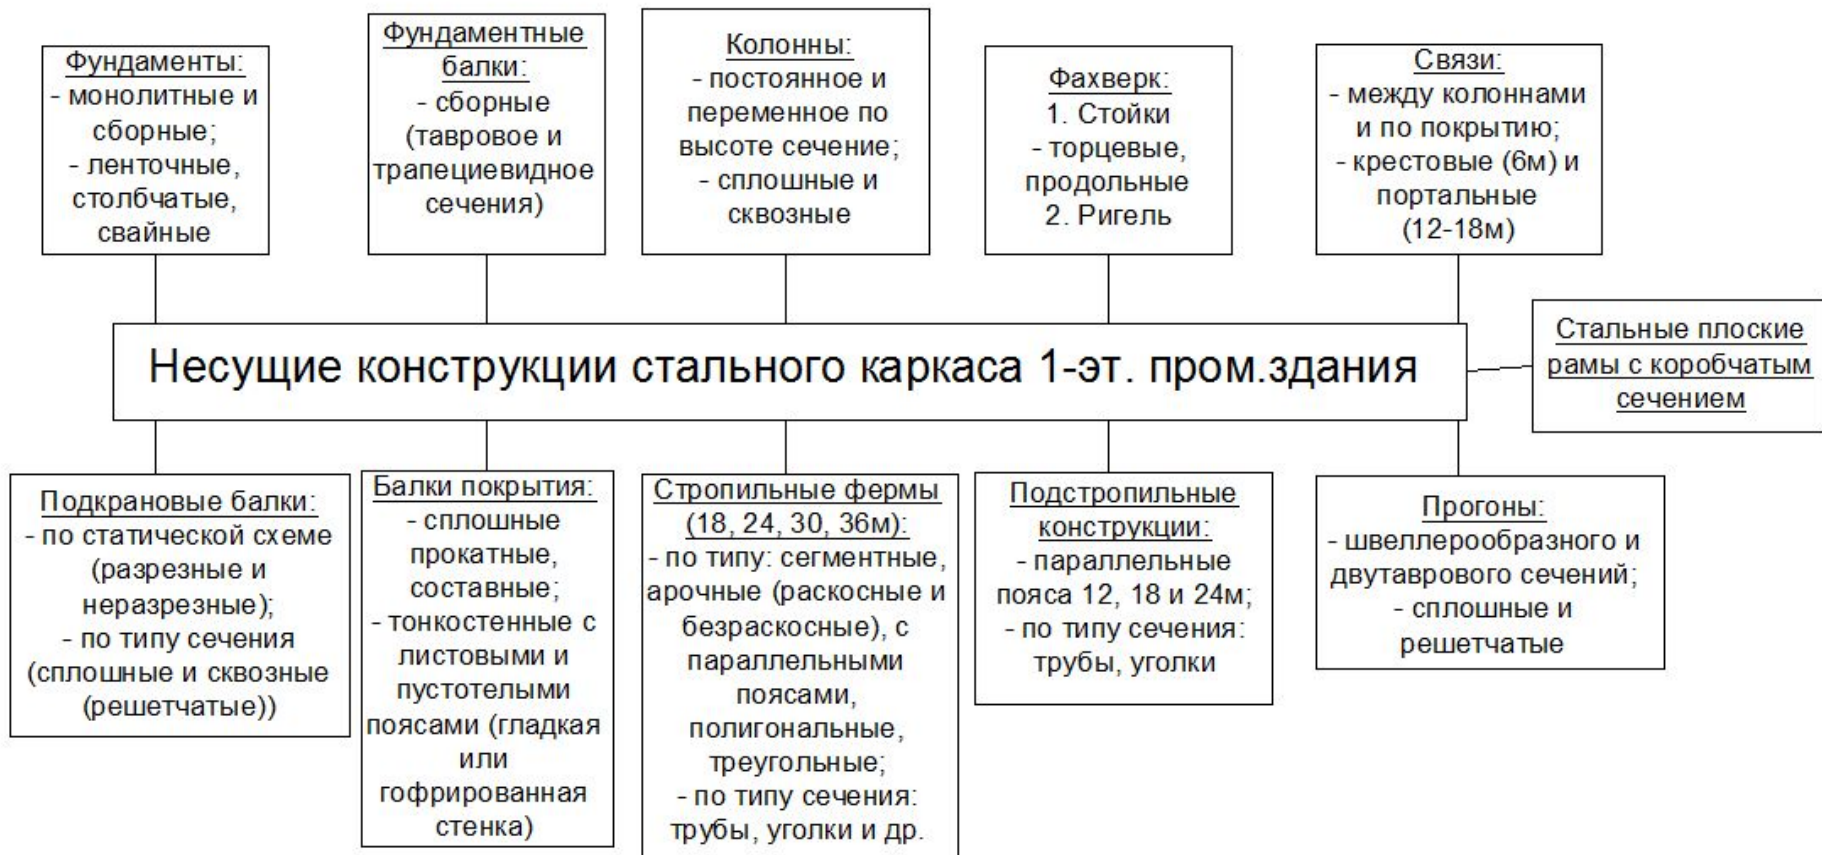 Фундаменты:
- монолитные и
сборные;
- ленточные,
столбчатые,
свайные
Фундаментные
балки:
- сборные
(тавровое и
трапециевидное
сечения)
Колонны:
- постоянное и
переменное по
высоте сечение;
- сплошные и
сквозные
Фахверк:
1. Стойки
- торцевые,
продольные
2. Ригель
Связи:
- между колоннами
и по покрытию;
- крестовые (6м) и
портальные
(12-18м)
Несущие конструкции стального каркаса 1-эт. пром.здания
Стальные плоские
рамы с коробчатым
сечением
Подкрановые балки:
- по статической схеме
(разрезные и
неразрезные);
- по типу сечения
(сплошные и сквозные
(решетчатые))
Балки покрытия:
- сплошные
прокатные,
составные;
- тонкостенные с
листовыми и
пустотелыми
поясами (гладкая
или
гофрированная
стенка)
Стропильные фермы
(18, 24, 30, 36м):
- по типу: сегментные,
арочные (раскосные и
безраскосные), с
параллельными
поясами,
полигональные,
треугольные;
- по типу сечения:
трубы, уголки и др.
Подстропильные
конструкции:
- параллельные
пояса 12, 18 и 24м;
- по типу сечения:
трубы, уголки
Прогоны:
- швеллерообразного и
двутаврового сечений;
- сплошные и
решетчатые